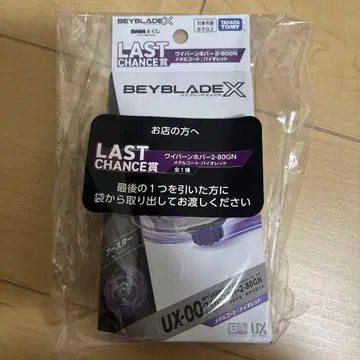 BEYBLADE X
DMMスクラッチくじ
LAST
CHANCE賞
ワイバーンホバー2-80GN
メタルコート:バイオレット
対象年齢
6才以上
TAKARA
TOMY
BEYBLADE X
お店の方へ
LAST
CHANCE賞
ワイバーンホバー2-80GN
メタルコート:バイオレット
全1種
最後の1つを引いた方に
袋から取り出してお渡しください
ブースター
UX-00
メタルコート:バイオレット
UX